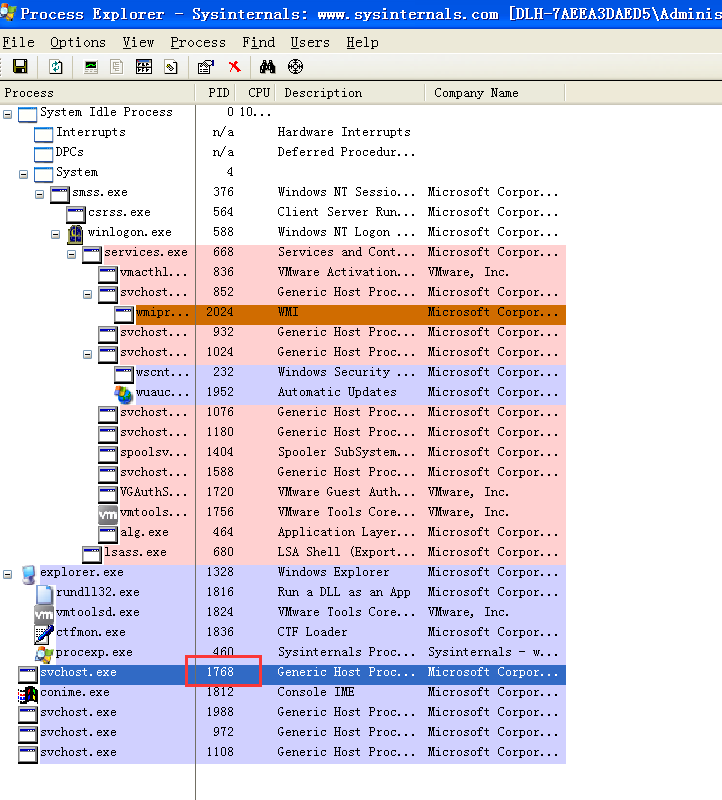 Process Explorer - Sysinternals: www.sysinternals.com [DLH-7AEEA3DAED5\Adminis
File Options View Process Find Users Help
Process PID CPU Description Company Name
System Idle Process 0 10...
Interrupts n/a Hardware Interrupts
DPCs n/a Deferred Procedur...
System 4
smss.exe 376 Windows NT Sessio... Microsoft Corpor...
csrss.exe 564 Client Server Run... Microsoft Corpor...
winlogon.exe 588 Windows NT Logon ... Microsoft Corpor...
services.exe 668 Services and Cont... Microsoft Corpor...
vmacthl... 836 VMware Activation... VMware, Inc.
svchost... 852 Generic Host Proc... Microsoft Corpor...
wmipr... 2024 WMI Microsoft Corpor...
svchost... 932 Generic Host Proc... Microsoft Corpor...
svchost... 1024 Generic Host Proc... Microsoft Corpor...
wscnt... 232 Windows Security ... Microsoft Corpor...
wuauc... 1952 Automatic Updates Microsoft Corpor...
svchost... 1076 Generic Host Proc... Microsoft Corpor...
svchost... 1180 Generic Host Proc... Microsoft Corpor...
spoolsv... 1404 Spooler SubSystem... Microsoft Corpor...
svchost... 1588 Generic Host Proc... Microsoft Corpor...
VGAuthS... 1720 VMware Guest Auth... VMware, Inc.
vmtools... 1756 VMware Tools Core... VMware, Inc.
alg.exe 464 Application Layer... Microsoft Corpor...
lsass.exe 680 LSA Shell (Export... Microsoft Corpor...
explorer.exe 1328 Windows Explorer Microsoft Corpor...
rundll32.exe 1816 Run a DLL as an App Microsoft Corpor...
vmtoolsd.exe 1824 VMware Tools Core... VMware, Inc.
ctfmon.exe 1836 CTF Loader Microsoft Corpor...
procexp.exe 460 Sysinternals Proc... Sysinternals - w...
svchost.exe 1768 Generic Host Proc... Microsoft Corpor...
conime.exe 1812 Console IME Microsoft Corpor...
svchost.exe 1988 Generic Host Proc... Microsoft Corpor...
svchost.exe 972 Generic Host Proc... Microsoft Corpor...
svchost.exe 1108 Generic Host Proc... Microsoft Corpor...